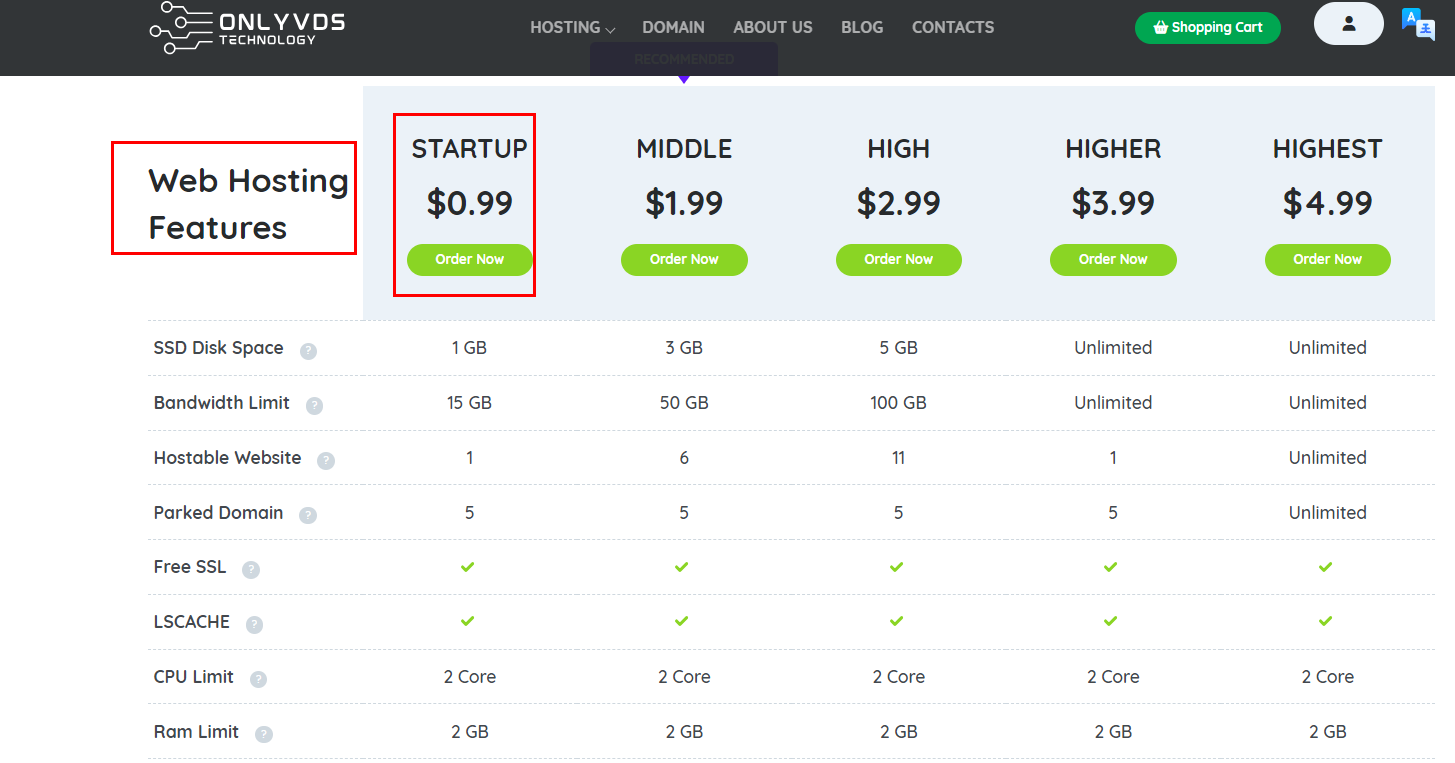 ONLYVDS
TECHNOLOGY
HOSTING DOMAIN ABOUT US BLOG CONTACTS
Shopping Cart
A
RECOMMENDED
Web Hosting
Features
STARTUP MIDDLE HIGH HIGHER HIGHEST
$0.99 $1.99 $2.99 $3.99 $4.99
Order Now Order Now Order Now Order Now Order Now
SSD Disk Space ? 1 GB 3 GB 5 GB Unlimited Unlimited
Bandwidth Limit ? 15 GB 50 GB 100 GB Unlimited Unlimited
Hostable Website ? 1 6 11 1 Unlimited
Parked Domain ? 5 5 5 5 Unlimited
Free SSL ?
LSCACHE ?
CPU Limit ? 2 Core 2 Core 2 Core 2 Core 2 Core
Ram Limit ? 2 GB 2 GB 2 GB 2 GB 2 GB